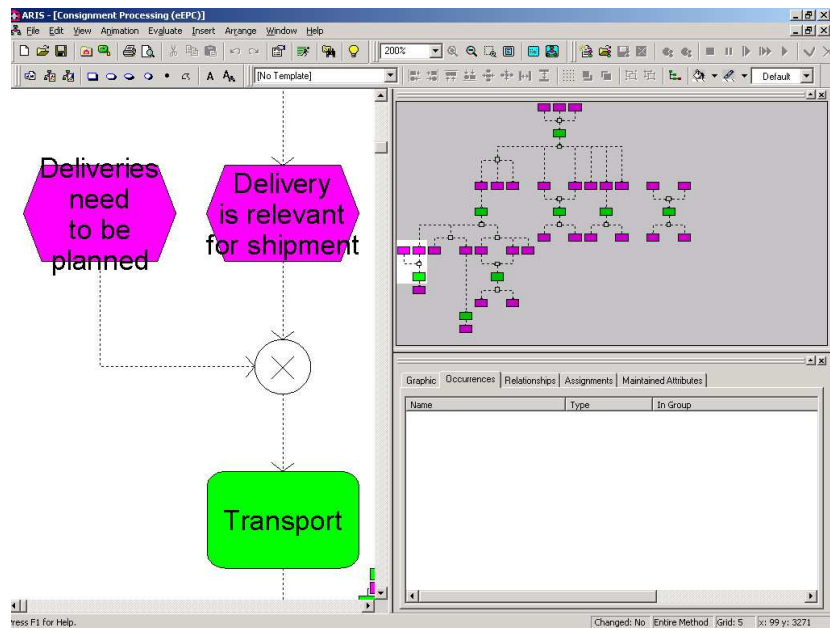 ARIS - [Consignment Processing (eEPC)]
File Edit View Animation Evaluate Insert Arrange Window Help
200%
A AA [No Template] Default
Deliveries
need
to be
planned
Delivery
is relevant
for shipment
Transport
Graphic Occurrences Relationships Assignments Maintained Attributes
Name Type In Group
ress F1 for Help. Changed: No Entire Method Grid: 5 x: 99 y: 3271